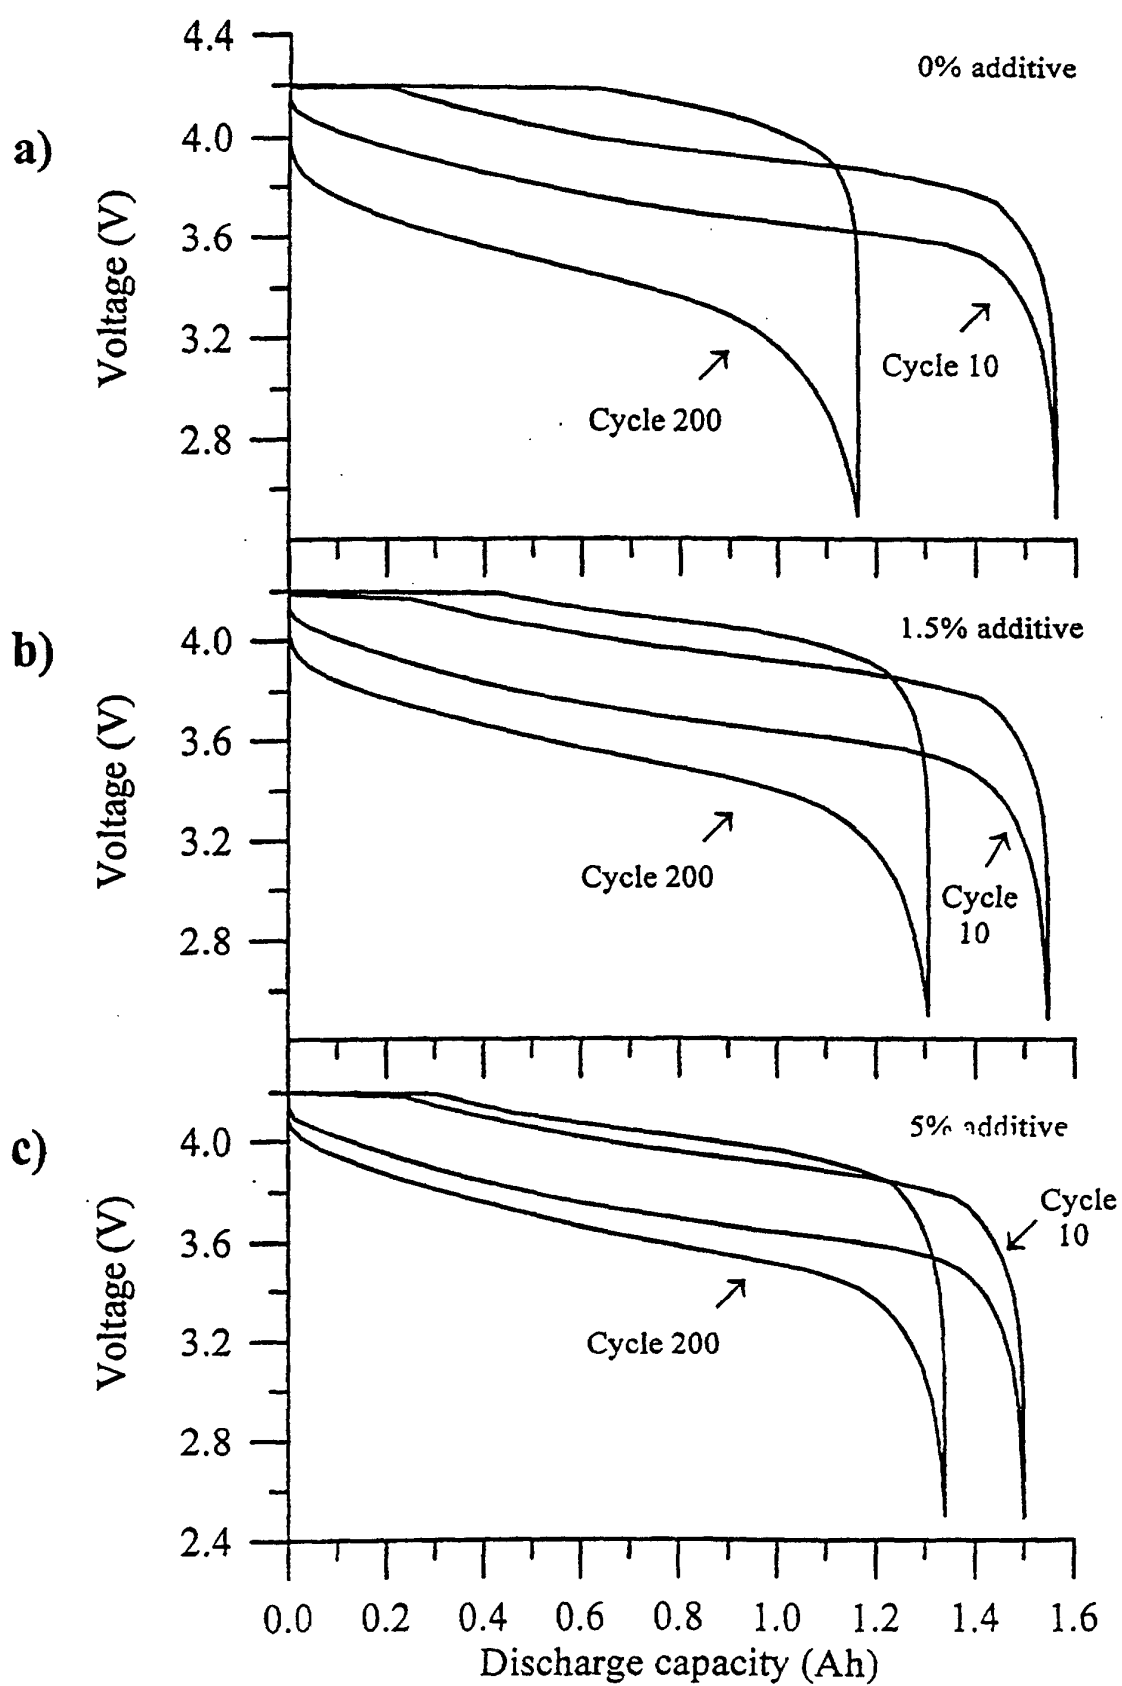 4.4
0% additive
a)
4.0
Voltage (V)
3.6
3.2
Cycle 10
Cycle 200
2.8
1.5% additive
b)
4.0
Voltage (V)
3.6
3.2
Cycle 200
Cycle
10
2.8
5% additive
c)
4.0
Cycle
10
Voltage (V)
3.6
3.2
Cycle 200
2.8
2.4
0.0 0.2 0.4 0.6 0.8 1.0 1.2 1.4 1.6
Discharge capacity (Ah)